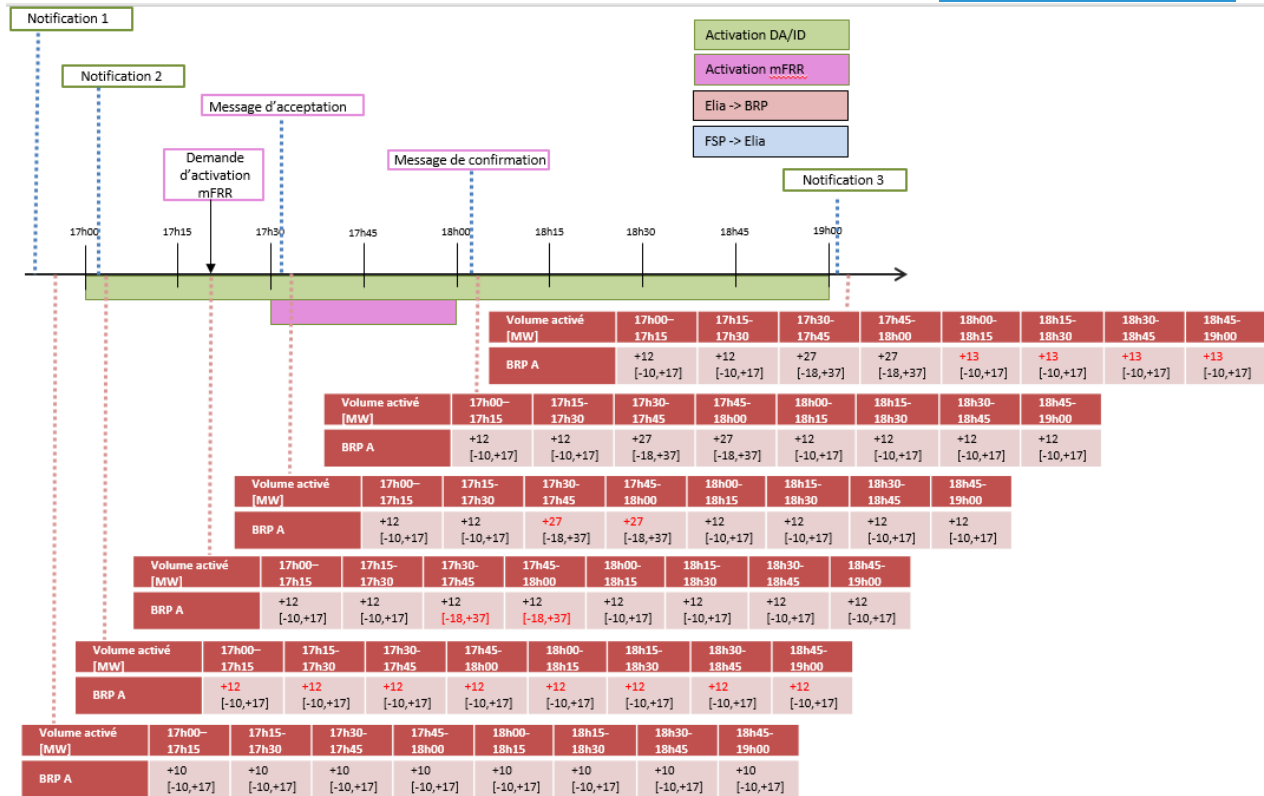 Notification 1
Activation DA/ID
Notification 2
Activation mFRR
Message d'acceptation
Elia -> BRP
FSP -> Elia
Demande
d'activation
mFRR
Message de confirmation
Notification 3
17h00 17h15 17h30 17h45 18h00 18h15 18h30 18h45 19h00
Volume activé 17h00– 17h15- 17h30- 17h45- 18h00- 18h15- 18h30- 18h45-
[MW] 17h15 17h30 17h45 18h00 18h15 18h30 18h45 19h00
BRP A +12 +12 +27 +27 +13 +13 +13 +13
[-10,+17] [-10,+17] [-18,+37] [-18,+37] [-10,+17] [-10,+17] [-10,+17] [-10,+17]
Volume activé 17h00– 17h15- 17h30- 17h45- 18h00- 18h15- 18h30- 18h45-
[MW] 17h15 17h30 17h45 18h00 18h15 18h30 18h45 19h00
BRP A +12 +12 +27 +27 +12 +12 +12 +12
[-10,+17] [-10,+17] [-18,+37] [-18,+37] [-10,+17] [-10,+17] [-10,+17] [-10,+17]
Volume activé 17h00– 17h15- 17h30- 17h45- 18h00- 18h15- 18h30- 18h45-
[MW] 17h15 17h30 17h45 18h00 18h15 18h30 18h45 19h00
BRP A +12 +12 +27 +27 +12 +12 +12 +12
[-10,+17] [-10,+17] [-18,+37] [-18,+37] [-10,+17] [-10,+17] [-10,+17] [-10,+17]
Volume activé 17h00– 17h15- 17h30- 17h45- 18h00- 18h15- 18h30- 18h45-
[MW] 17h15 17h30 17h45 18h00 18h15 18h30 18h45 19h00
BRP A +12 +12 +12 +12 +12 +12 +12 +12
[-10,+17] [-10,+17] [-18,+37] [-18,+37] [-10,+17] [-10,+17] [-10,+17] [-10,+17]
Volume activé 17h00– 17h15- 17h30- 17h45- 18h00- 18h15- 18h30- 18h45-
[MW] 17h15 17h30 17h45 18h00 18h15 18h30 18h45 19h00
BRP A +12 +12 +12 +12 +12 +12 +12 +12
[-10,+17] [-10,+17] [-10,+17] [-10,+17] [-10,+17] [-10,+17] [-10,+17] [-10,+17]
Volume activé 17h00– 17h15- 17h30- 17h45- 18h00- 18h15- 18h30- 18h45-
[MW] 17h15 17h30 17h45 18h00 18h15 18h30 18h45 19h00
BRP A +10 +10 +10 +10 +10 +10 +10 +10
[-10,+17] [-10,+17] [-10,+17] [-10,+17] [-10,+17] [-10,+17] [-10,+17] [-10,+17]